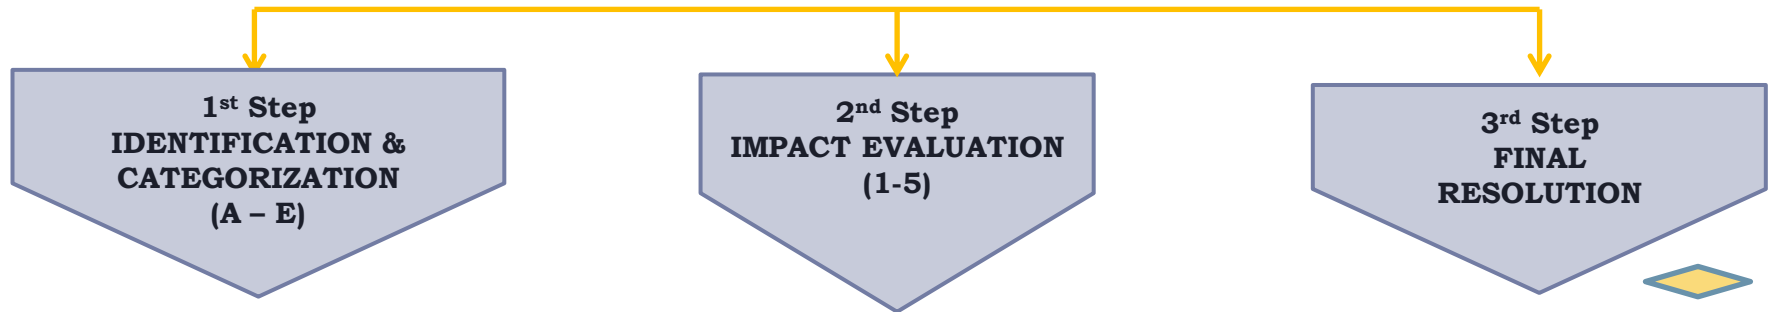 1st Step
IDENTIFICATION &
CATEGORIZATION
(A – E)
2nd Step
IMPACT EVALUATION
(1-5)
3rd Step
FINAL
RESOLUTION